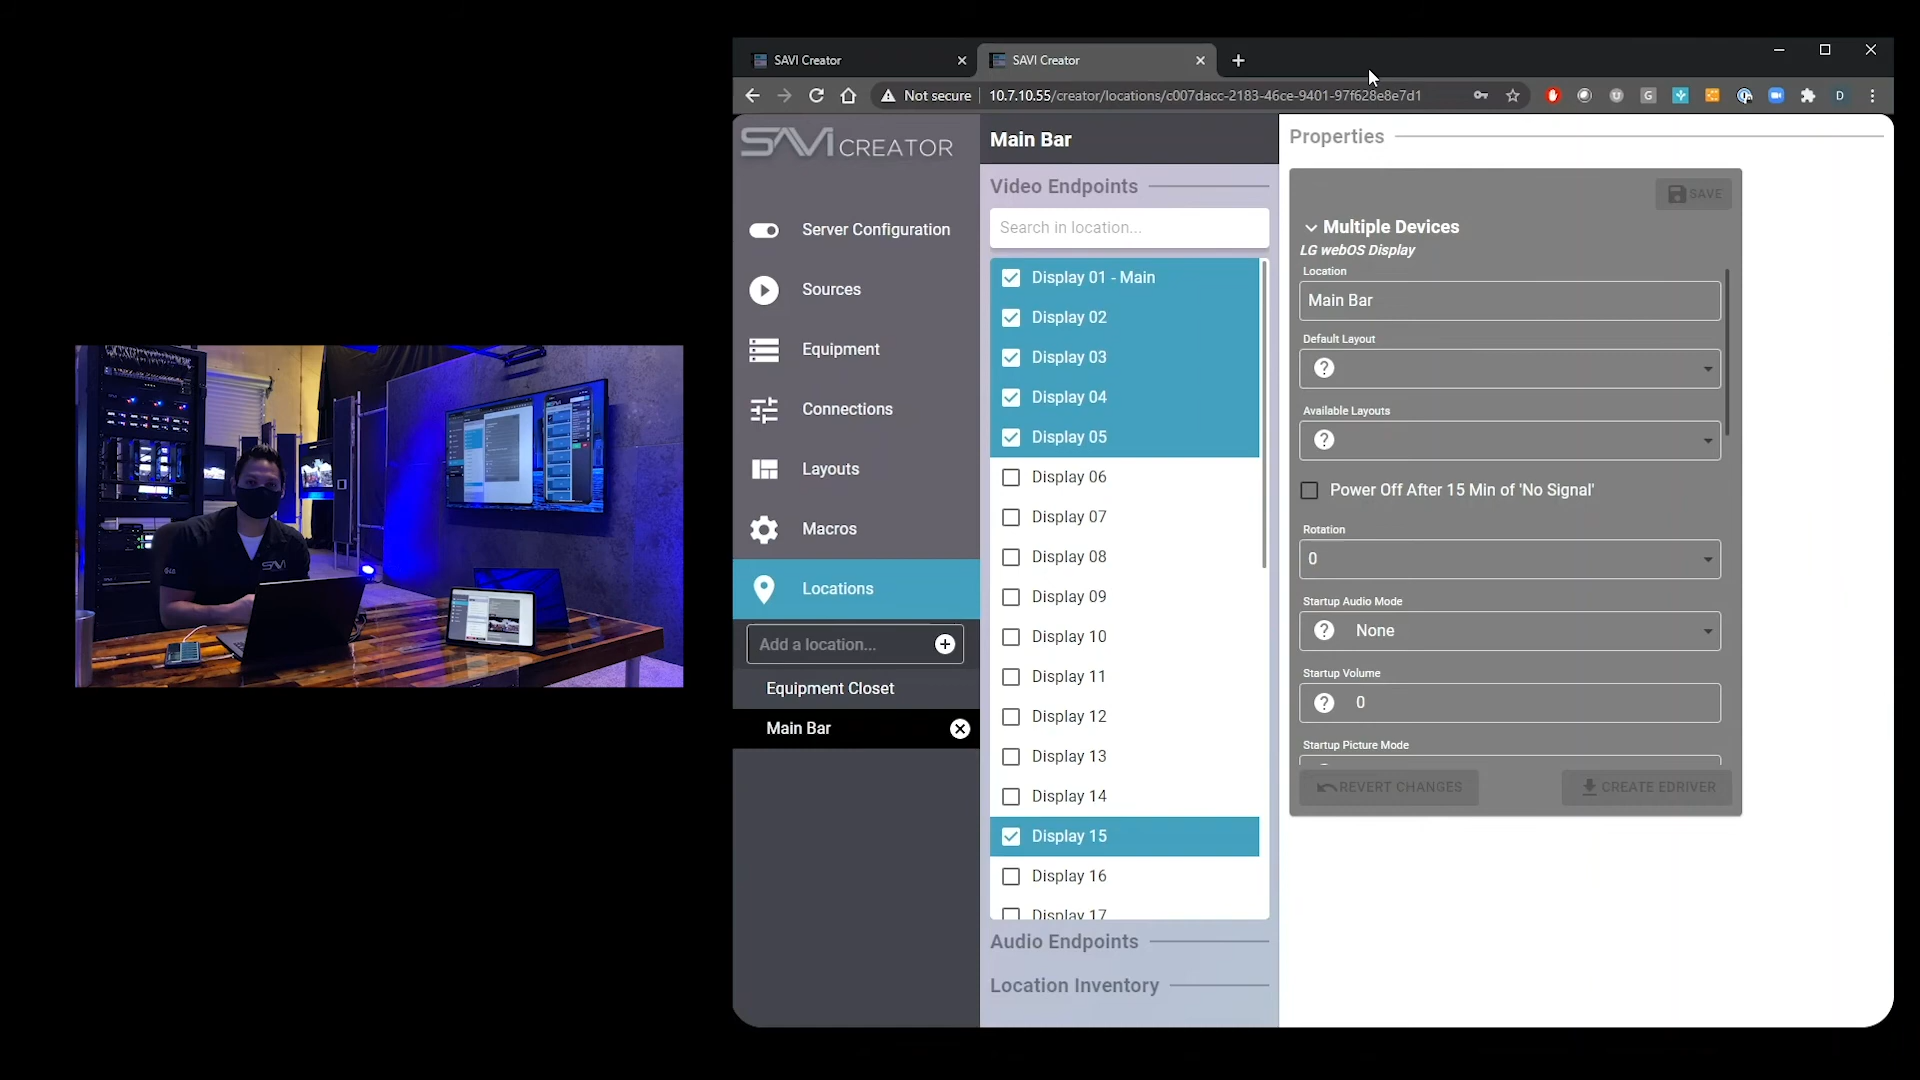 SAVI Creator
SAVI Creator
Not secure
10.7.10.55/creator/locations/c007dacc-2183-46ce-9401-97f628e8e7d1
SAVI CREATOR
Server Configuration
Sources
Equipment
Connections
Layouts
Macros
Locations
Add a location...
Equipment Closet
Main Bar
Main Bar
Video Endpoints
Search in location...
Display 01 - Main
Display 02
Display 03
Display 04
Display 05
Display 06
Display 07
Display 08
Display 09
Display 10
Display 11
Display 12
Display 13
Display 14
Display 15
Display 16
Display 17
Audio Endpoints
Location Inventory
Properties
SAVE
Multiple Devices
LG webOS Display
Location
Main Bar
Default Layout
Available Layouts
Power Off After 15 Min of 'No Signal'
Rotation
0
Startup Audio Mode
None
Startup Volume
0
Startup Picture Mode
REVERT CHANGES
CREATE EDRIVER